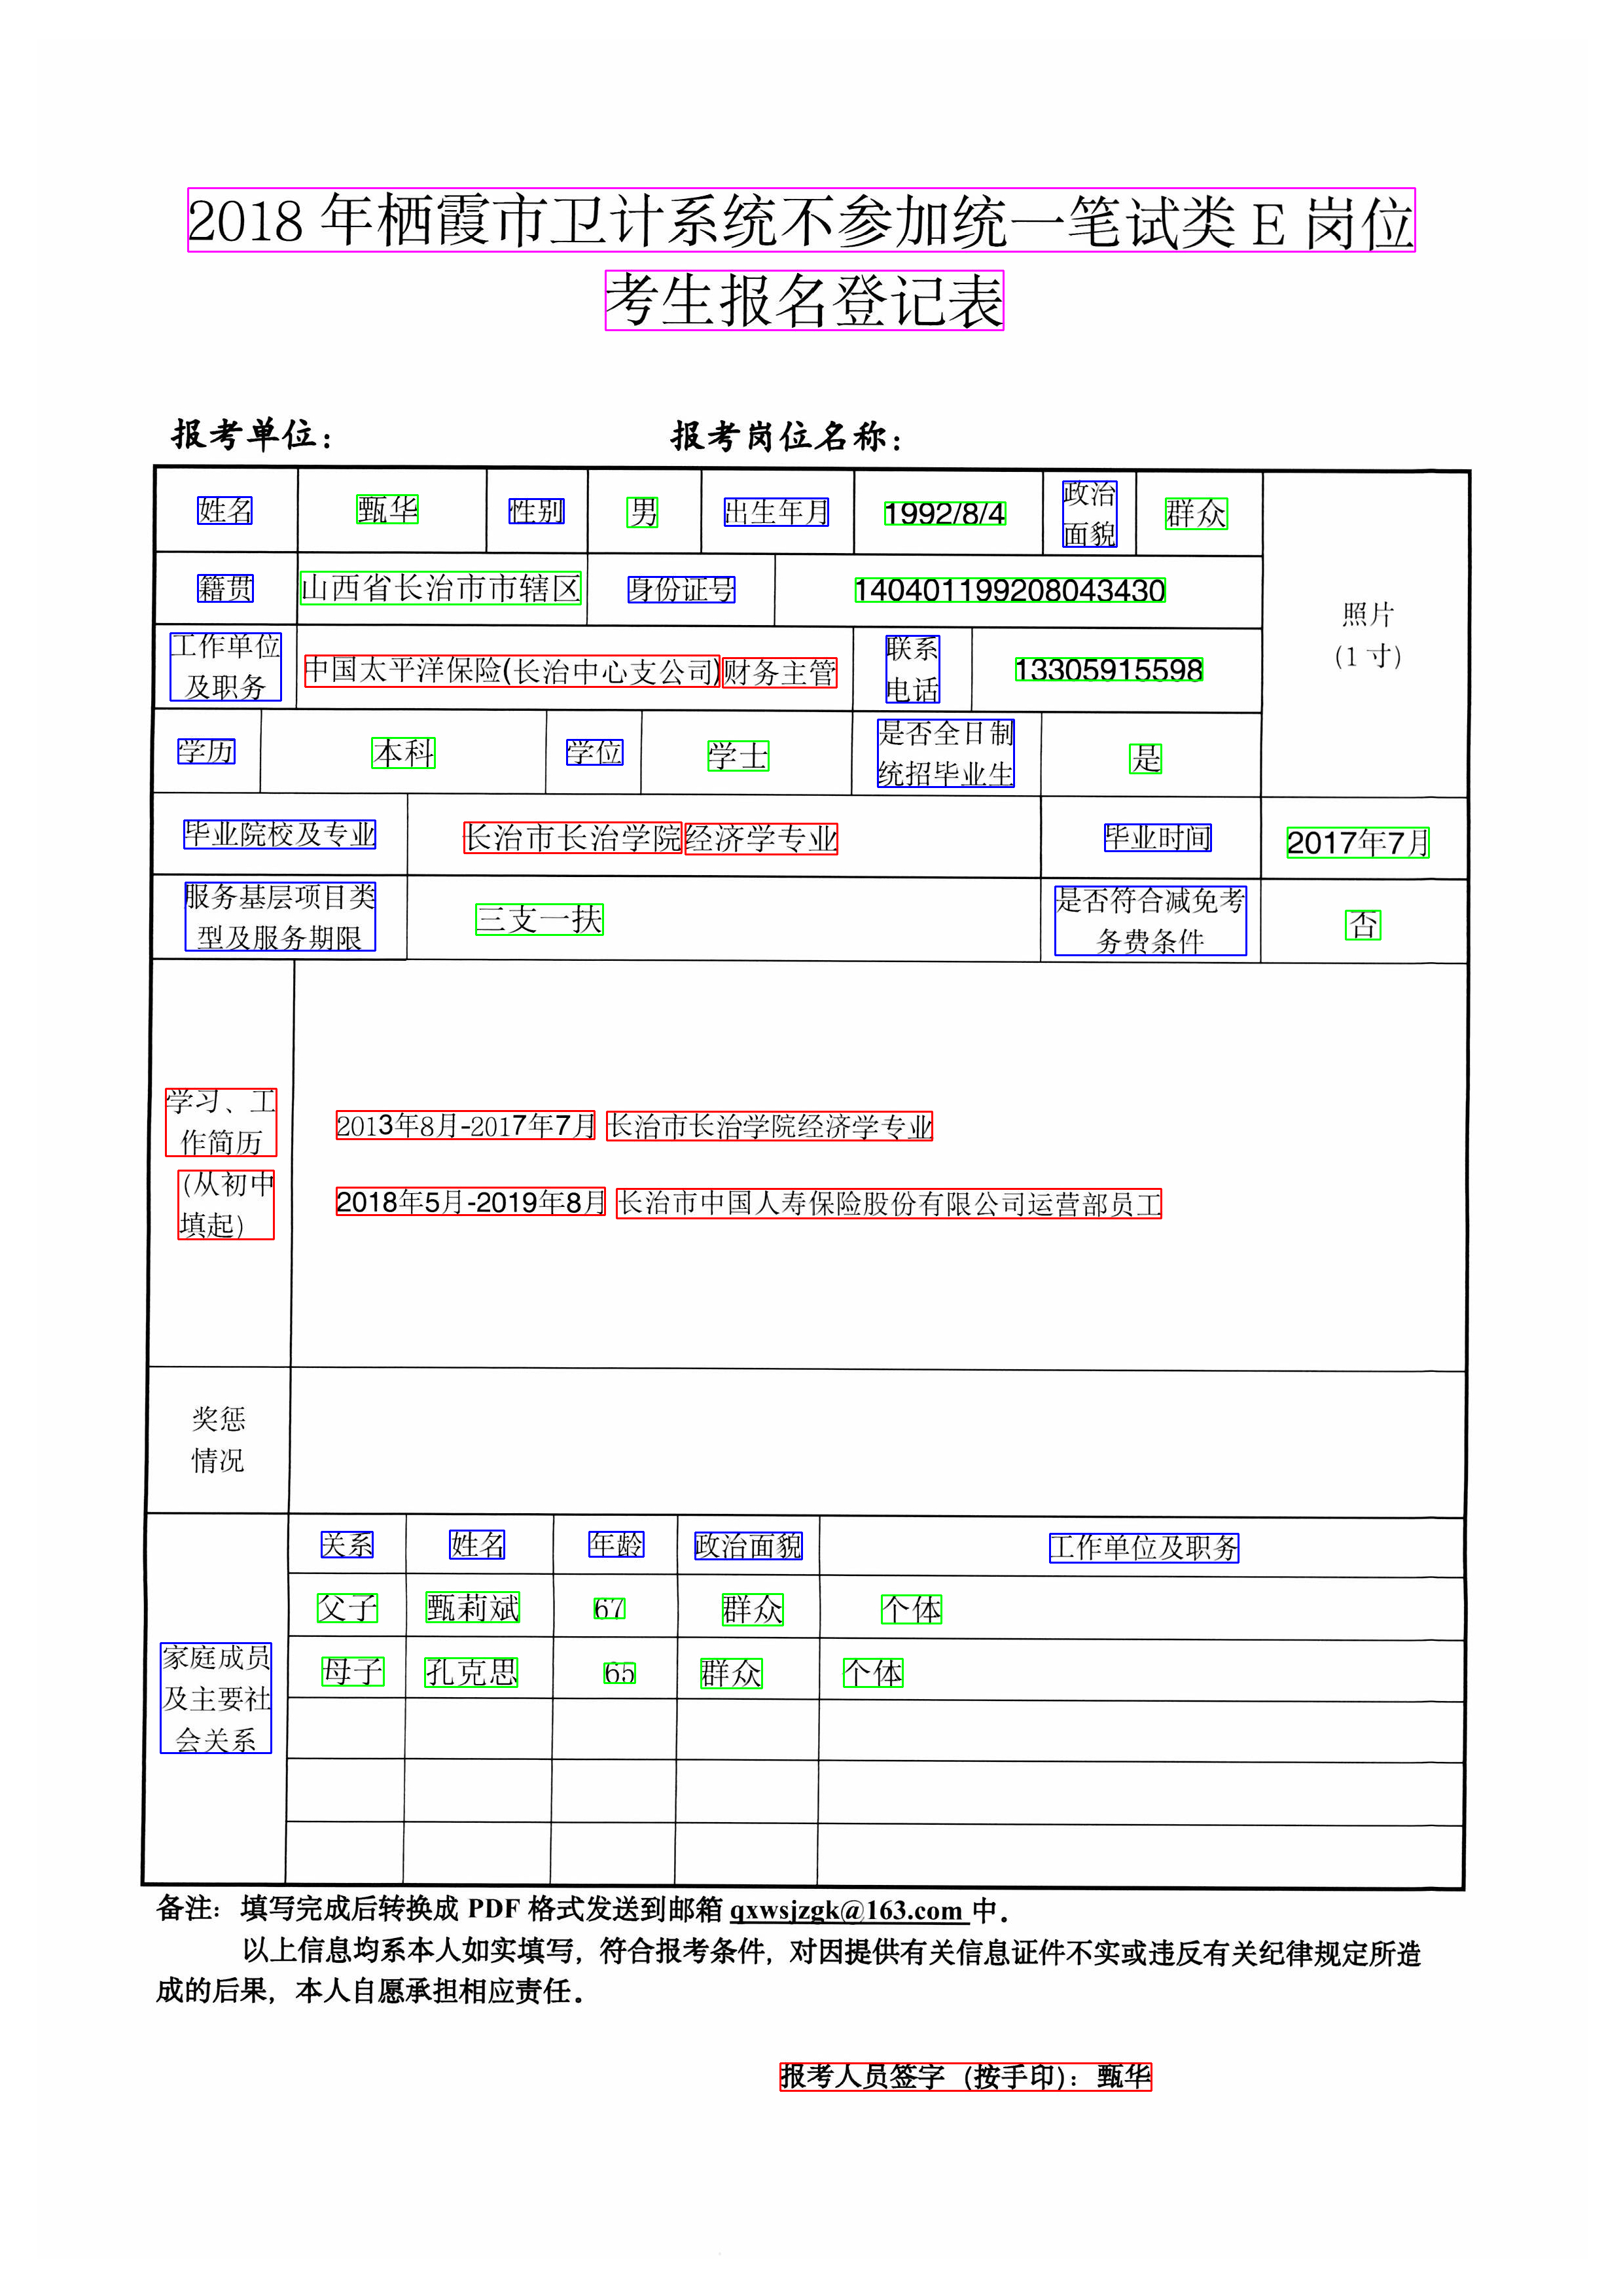 2018 年栖霞市卫计系统不参加统一笔试类 E 岗位
考生报名登记表
报考单位： 报考岗位名称：
姓名 甄华 性别 男 出生年月 1992/8/4 政治
面貌 群众
籍贯 山西省长治市市辖区 身份证号 140401199208043430
照片
(1 寸)
工作单位
及职务 中国太平洋保险(长治中心支公司)财务主管 联系
电话 13305915598
学历 本科 学位 学士 是否全日制
统招毕业生 是
毕业院校及专业 长治市长治学院 经济学专业 毕业时间 2017年7月
服务基层项目类
型及服务期限 三支一扶 是否符合减免考
务费条件 否
学习、工
作简历
(从初中
填起)
2013年8月-2017年7月 长治市长治学院经济学专业
2018年5月-2019年8月 长治市中国人寿保险股份有限公司运营部员工
奖惩
情况
家庭成员
及主要社
会关系
关系 姓名 年龄 政治面貌 工作单位及职务
父子 甄莉斌 67 群众 个体
母子 孔克思 65 群众 个体
备注：填写完成后转换成 PDF 格式发送到邮箱 qxwsjzgk@163.com 中。
以上信息均系本人如实填写，符合报考条件，对因提供有关信息证件不实或违反有关纪律规定所造
成的后果，本人自愿承担相应责任。
报考人员签字（按手印）：甄华